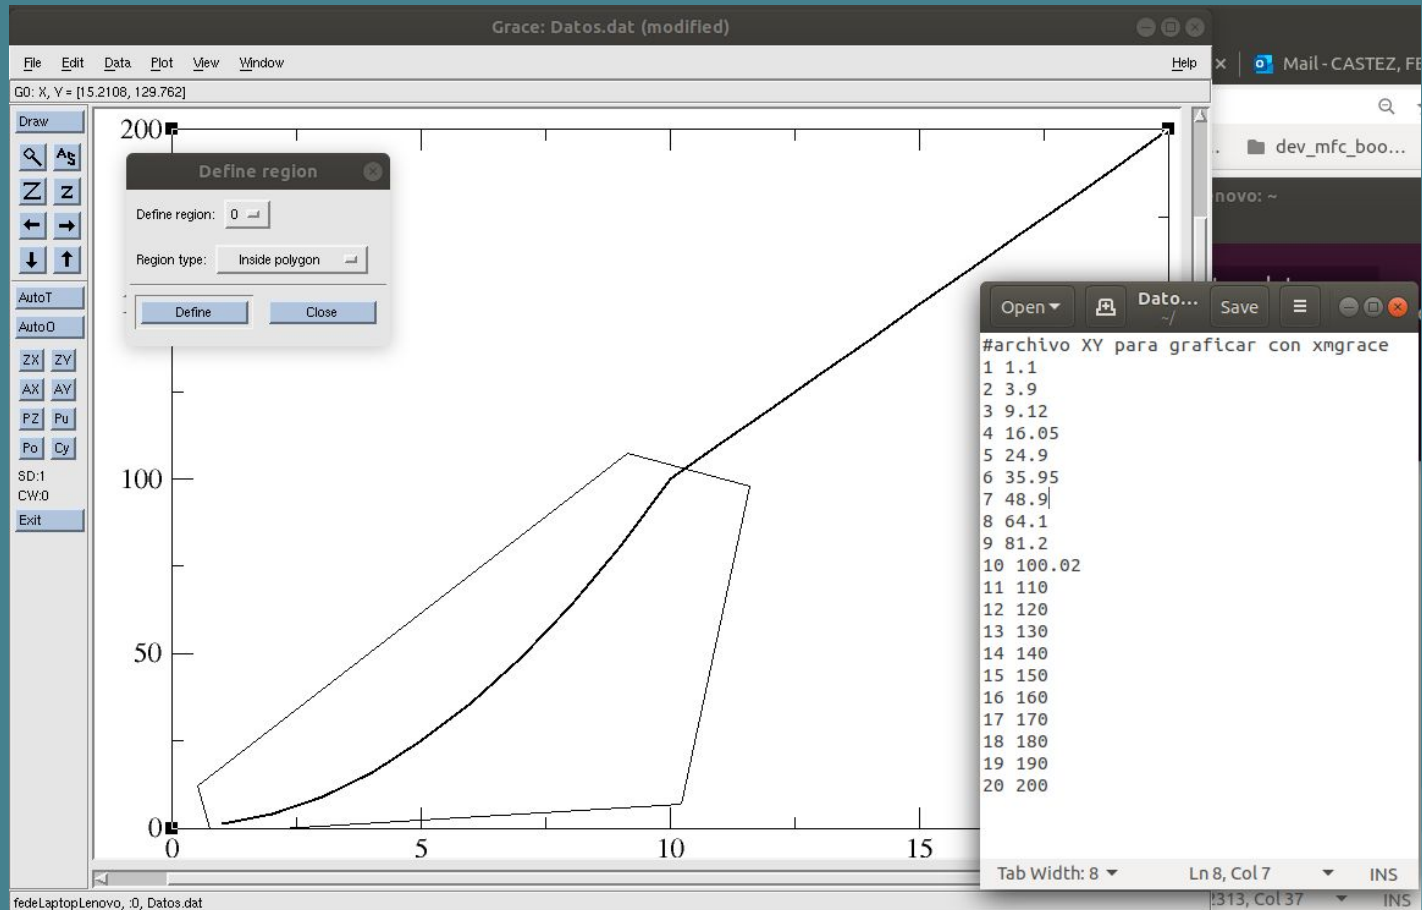 Grace: Datos.dat (modified)
File Edit Data Plot View Window Help
G0: X, Y = [15.2108, 129.762]
Draw
AS
Z z
AutoT
AutoO
ZX ZY
AX AY
PZ Pu
Po Cy
SD:1
CW:0
Exit
200
100
50
0
0 5 10 15
Define region
Define region: 0
Region type: Inside polygon
Define Close
fedeLaptopLenovo, :0, Datos.dat
Mail - CASTEZ, FE
dev_mfc_boo...
novo: ~
Open Dato... Save
~/
#archivo XY para graficar con xmgrace
1 1.1
2 3.9
3 9.12
4 16.05
5 24.9
6 35.95
7 48.9
8 64.1
9 81.2
10 100.02
11 110
12 120
13 130
14 140
15 150
16 160
17 170
18 180
19 190
20 200
Tab Width: 8 Ln 8, Col 7 INS
2313, Col 37 INS